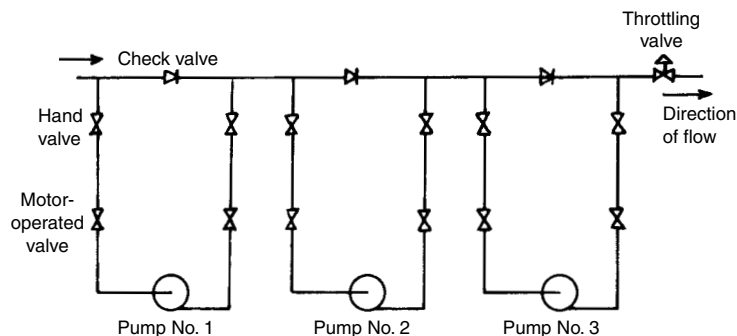 Throttling
valve
Check valve
Hand
valve
Direction
of flow
Motor-
operated
valve
Pump No. 1
Pump No. 2
Pump No. 3